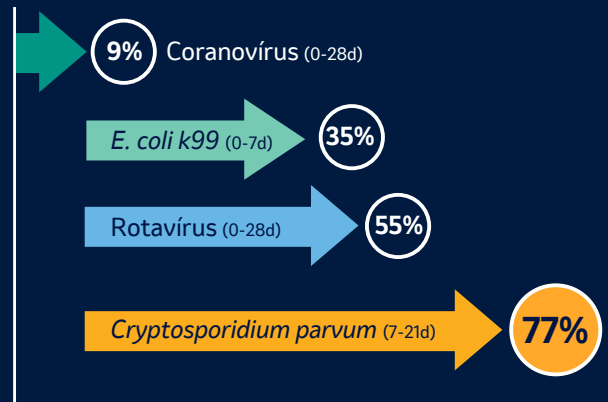 9% Coranovírus (0-28d)
E. coli k99 (0-7d) 35%
Rotavírus (0-28d) 55%
Cryptosporidium parvum (7-21d) 77%